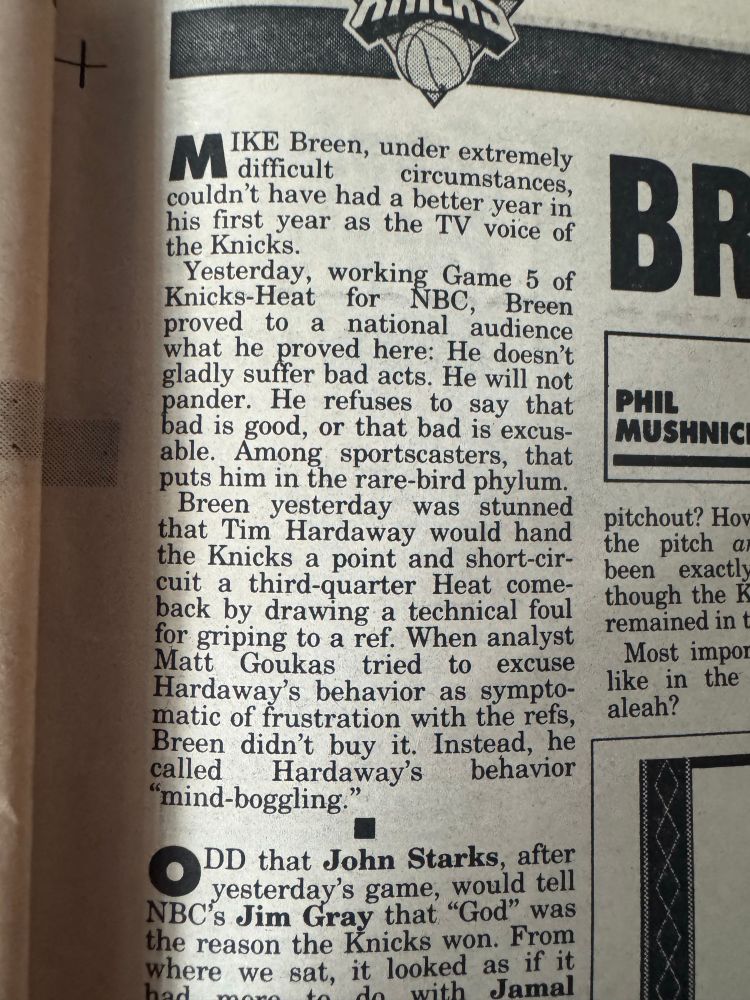 KNICKS
MIKE Breen, under extremely
difficult circumstances,
couldn't have had a better year in
his first year as the TV voice of
the Knicks.
Yesterday, working Game 5 of
Knicks-Heat for NBC, Breen
proved to a national audience
what he proved here: He doesn't
gladly suffer bad acts. He will not
pander. He refuses to say that
bad is good, or that bad is excus-
able. Among sportscasters, that
puts him in the rare-bird phylum.
Breen yesterday was stunned
that Tim Hardaway would hand
the Knicks a point and short-cir-
cuit a third-quarter Heat come-
back by drawing a technical foul
for griping to a ref. When analyst
Matt Goukas tried to excuse
Hardaway's behavior as sympto-
matic of frustration with the refs,
Breen didn't buy it. Instead, he
called Hardaway's behavior
“mind-boggling.”
ODD that John Starks, after
yesterday's game, would tell
NBC's Jim Gray that “God” was
the reason the Knicks won. From
where we sat, it looked as if it
had more to do with Jamal
BR
PHIL
MUSHNIC
pitchout? How
the pitch
been exactly
though the K
remained in t
Most impor
like in the
aleah?